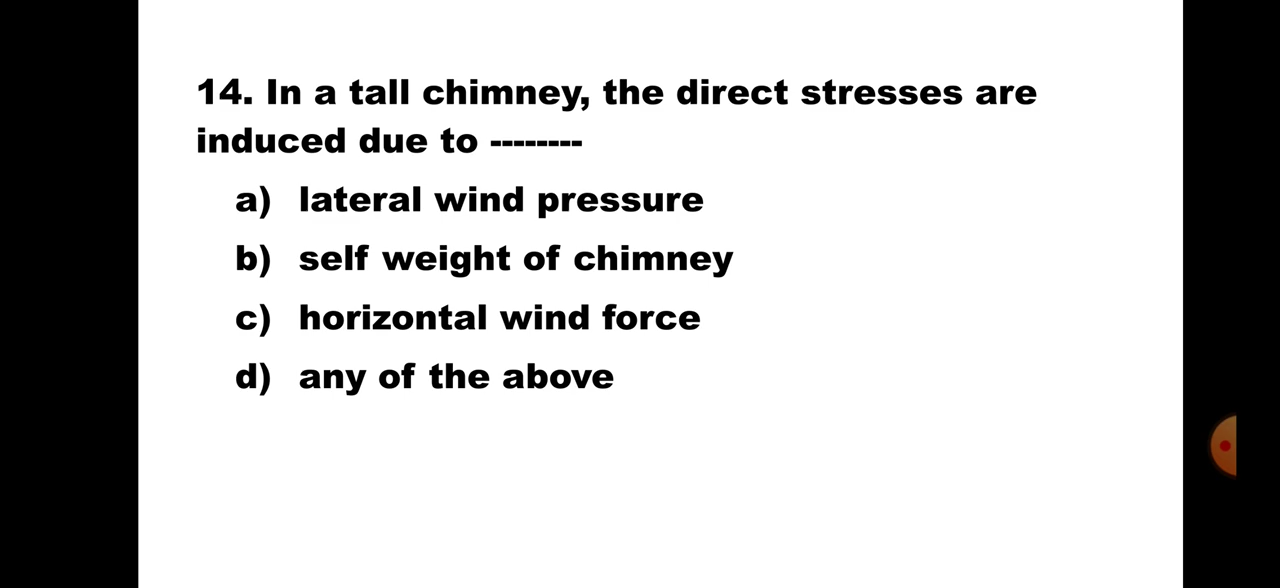 14. In a tall chimney, the direct stresses are
induced due to --------
a) lateral wind pressure
b) self weight of chimney
c) horizontal wind force
d) any of the above